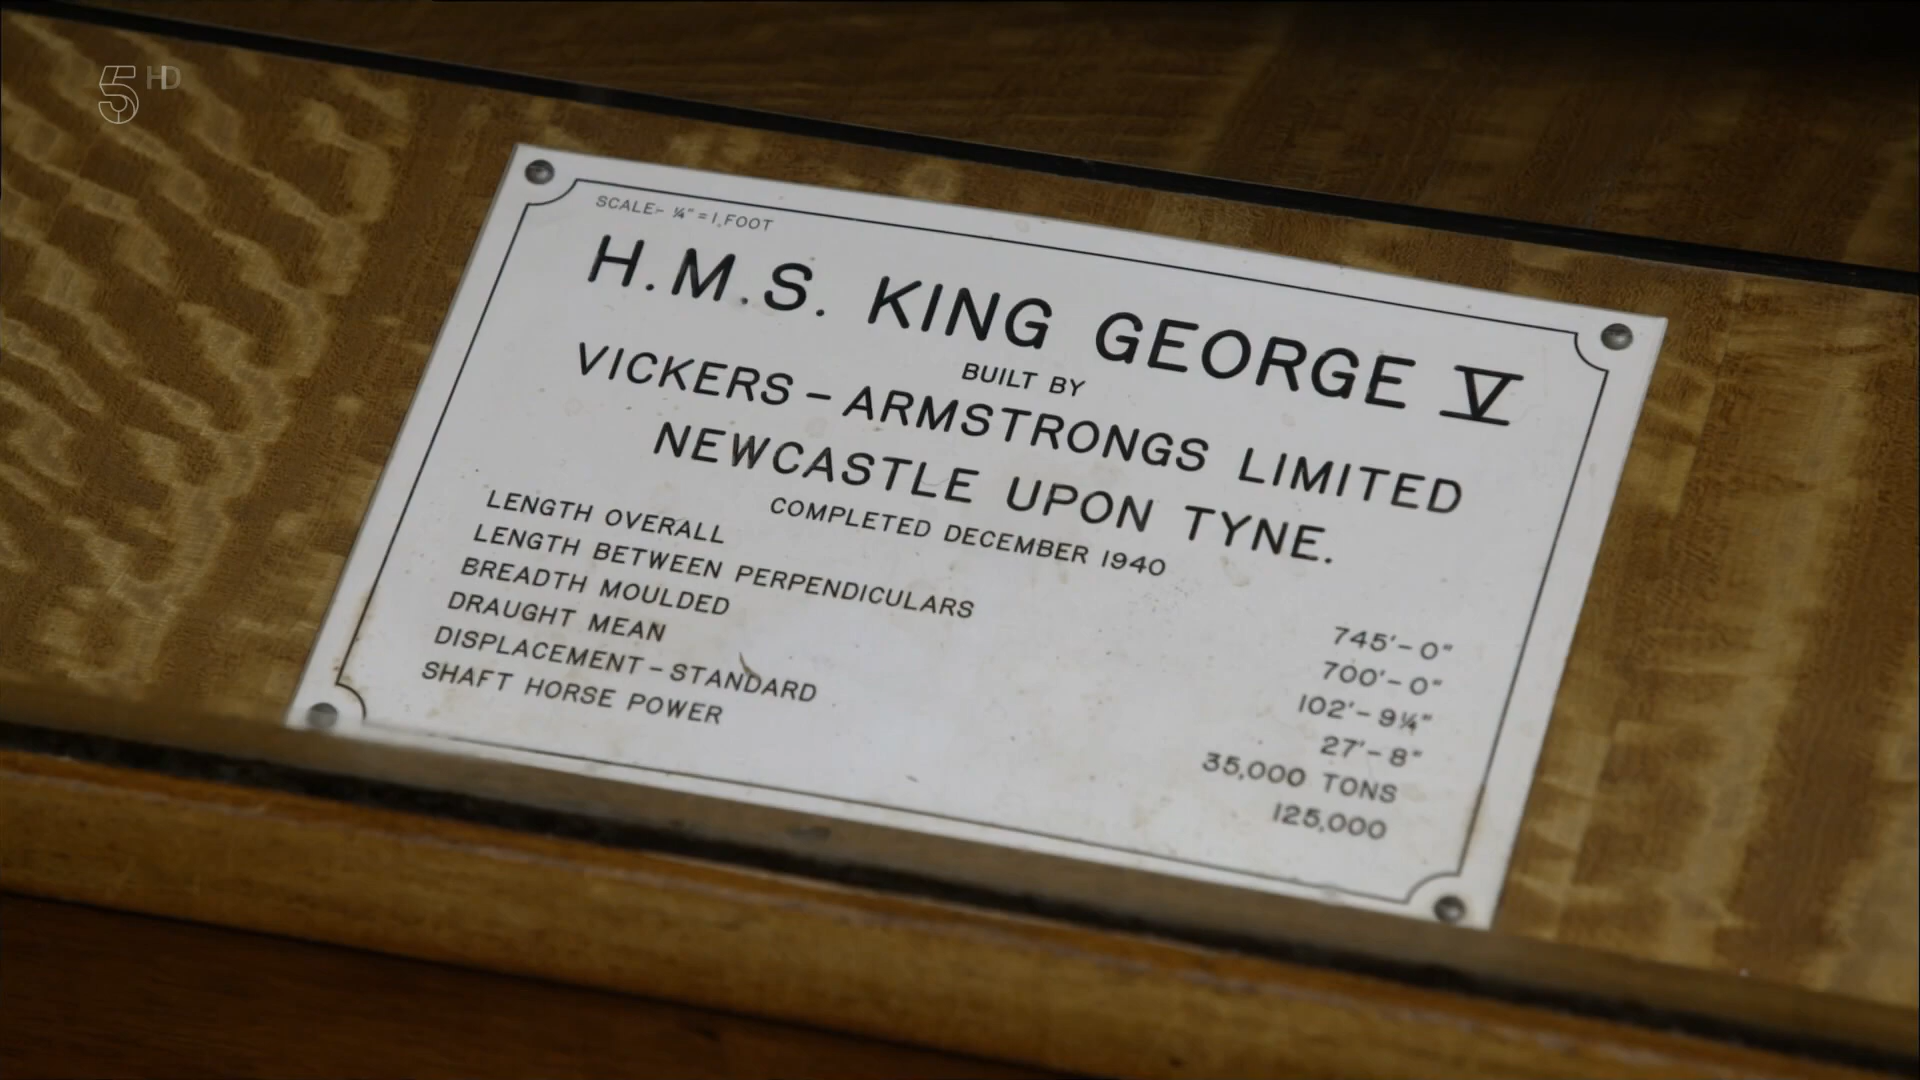 5 HD
SCALE:- ¼" = 1 FOOT
H.M.S. KING GEORGE V
BUILT BY
VICKERS – ARMSTRONGS LIMITED
NEWCASTLE UPON TYNE.
COMPLETED DECEMBER 1940
LENGTH OVERALL 745'– 0"
LENGTH BETWEEN PERPENDICULARS 700'– 0"
BREADTH MOULDED 102'– 9¼"
DRAUGHT MEAN 27'– 8"
DISPLACEMENT – STANDARD 35,000 TONS
SHAFT HORSE POWER 125,000